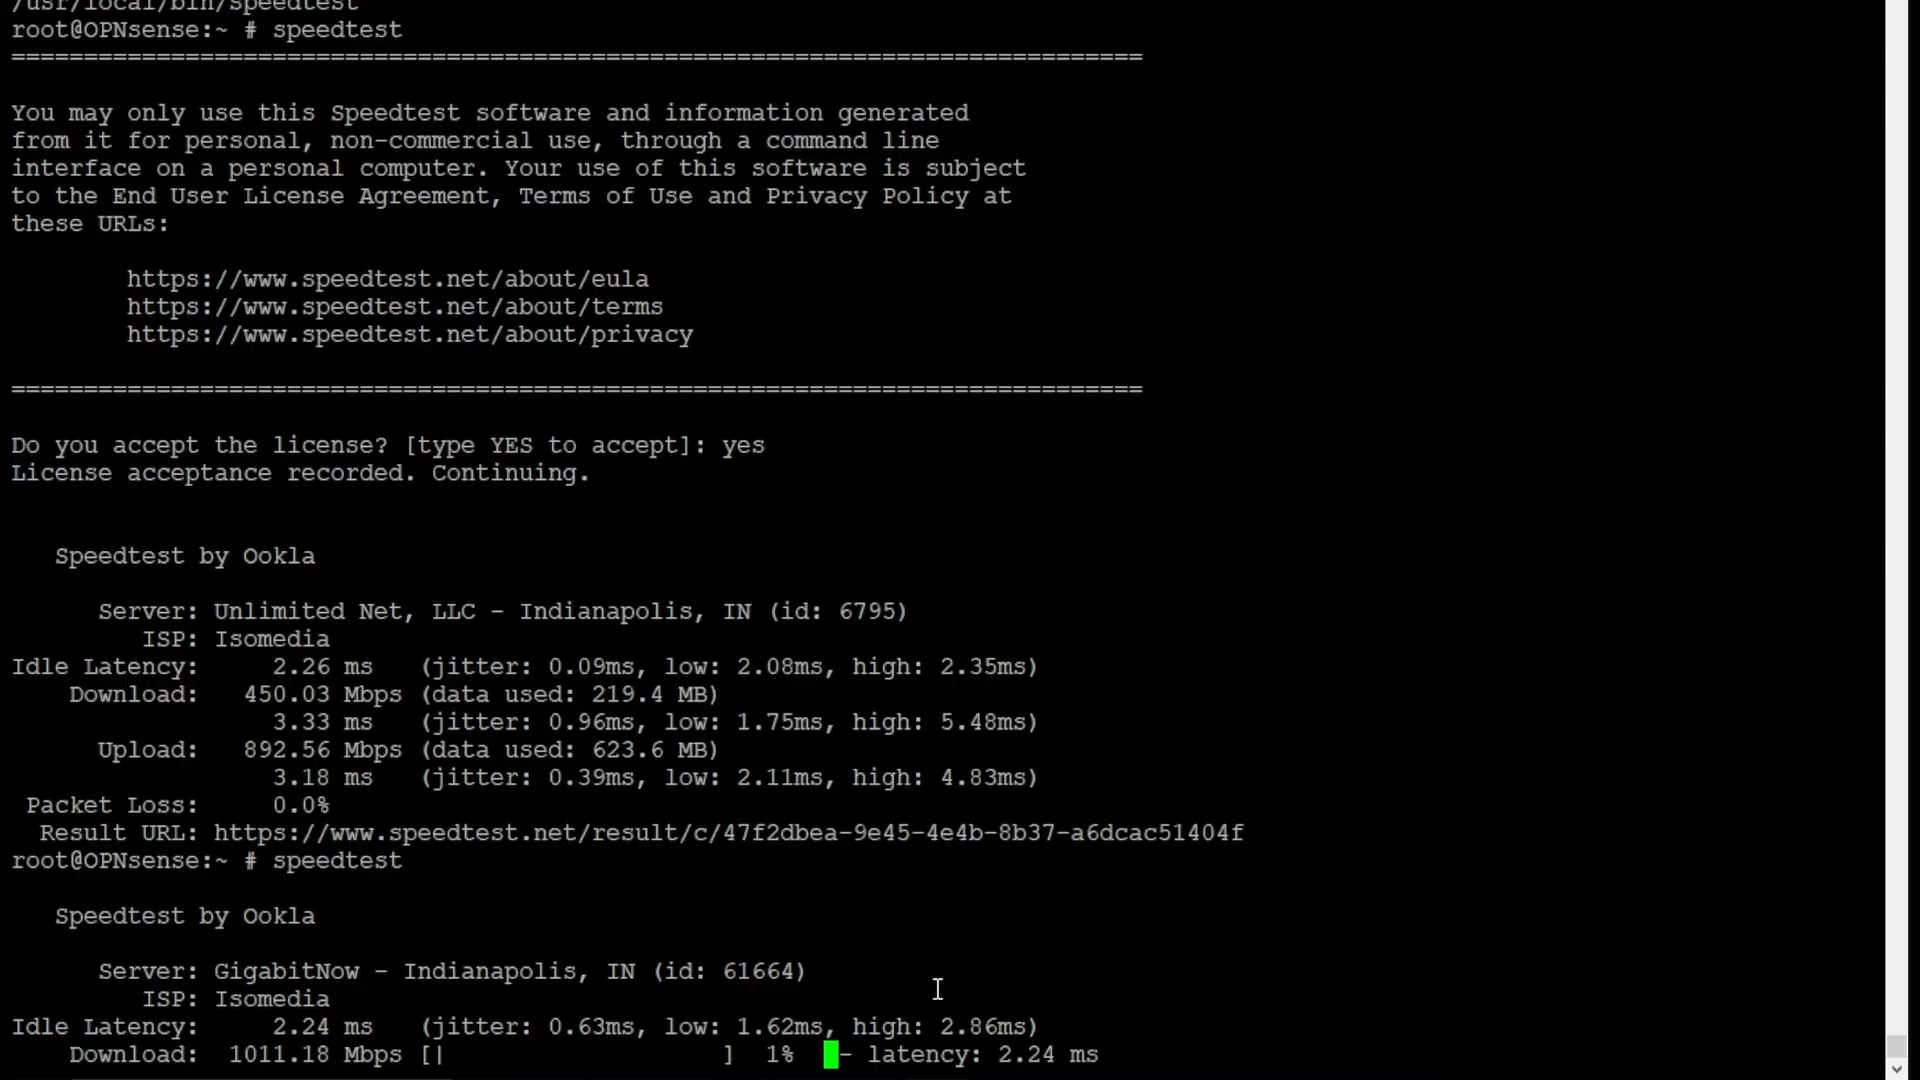 /usr/local/bin/speedtest
root@OPNsense:~ # speedtest
==============================================================================
You may only use this Speedtest software and information generated
from it for personal, non-commercial use, through a command line
interface on a personal computer. Your use of this software is subject
to the End User License Agreement, Terms of Use and Privacy Policy at
these URLs:
https://www.speedtest.net/about/eula
https://www.speedtest.net/about/terms
https://www.speedtest.net/about/privacy
==============================================================================
Do you accept the license? [type YES to accept]: yes
License acceptance recorded. Continuing.
Speedtest by Ookla
Server: Unlimited Net, LLC - Indianapolis, IN (id: 6795)
ISP: Isomedia
Idle Latency: 2.26 ms (jitter: 0.09ms, low: 2.08ms, high: 2.35ms)
Download: 450.03 Mbps (data used: 219.4 MB)
3.33 ms (jitter: 0.96ms, low: 1.75ms, high: 5.48ms)
Upload: 892.56 Mbps (data used: 623.6 MB)
3.18 ms (jitter: 0.39ms, low: 2.11ms, high: 4.83ms)
Packet Loss: 0.0%
Result URL: https://www.speedtest.net/result/c/47f2dbea-9e45-4e4b-8b37-a6dcac51404f
root@OPNsense:~ # speedtest
Speedtest by Ookla
Server: GigabitNow - Indianapolis, IN (id: 61664)
ISP: Isomedia
Idle Latency: 2.24 ms (jitter: 0.63ms, low: 1.62ms, high: 2.86ms)
Download: 1011.18 Mbps [| ] 1% - latency: 2.24 ms